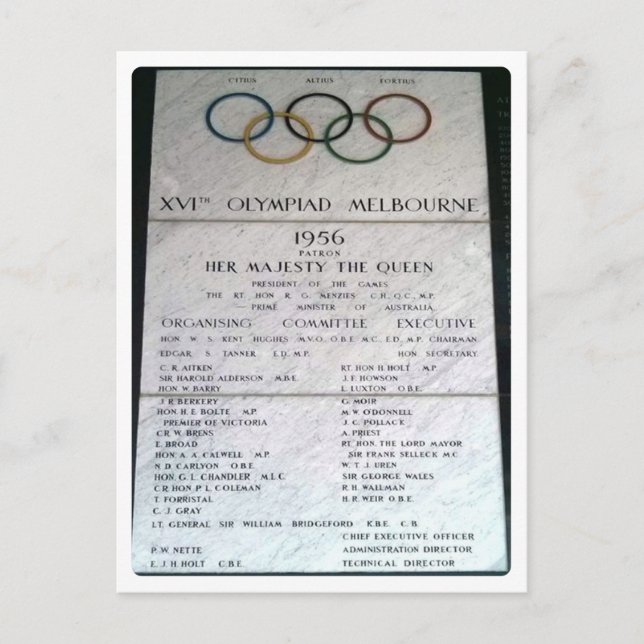 CITIUS ALTIUS FORTIUS
XVITH OLYMPIAD MELBOURNE
1956
PATRON
HER MAJESTY THE QUEEN
PRESIDENT OF THE GAMES
THE RT. HON R. G. MENZIES C.H., Q.C., M.P.
— PRIME MINISTER OF AUSTRALIA.
ORGANISING COMMITTEE EXECUTIVE
HON. W. S. KENT HUGHES M.V.O., O.B.E., M.C., E.D., M.P. CHAIRMAN
EDGAR S. TANNER E.D., M.P. HON. SECRETARY.
C. R. AITKEN
SIR HAROLD ALDERSON M.B.E.
HON. W. BARRY
J. P. BERKERY
HON. H. E. BOLTE M.P.
PREMIER OF VICTORIA
CR. W. BRENS
E. BROAD
HON. A. A. CALWELL M.P.
N. D. CARLYON O.B.E.
HON. G. L. CHANDLER M.L.C
CR. HON P. L. COLEMAN
T. FORRISTAL
C. J. GRAY
RT. HON H. HOLT M.P.
J. F. HOWSON
L. LUXTON O.B.E.
G. MOIR
M. W. O'DONNELL
J. C. POLLACK
A. PRIEST
RT. HON. THE LORD MAYOR
SIR FRANK SELLECK M.C
W. T. J. UREN
SIR GEORGE WALES
R. H. WALLMAN
H. R. WEIR O.B.E.
LT. GENERAL SIR WILLIAM BRIDGEFORD K.B.E. C.B.
CHIEF EXECUTIVE OFFICER
P. W. NETTE ADMINISTRATION DIRECTOR
E. J. H. HOLT C.B.E. TECHNICAL DIRECTOR